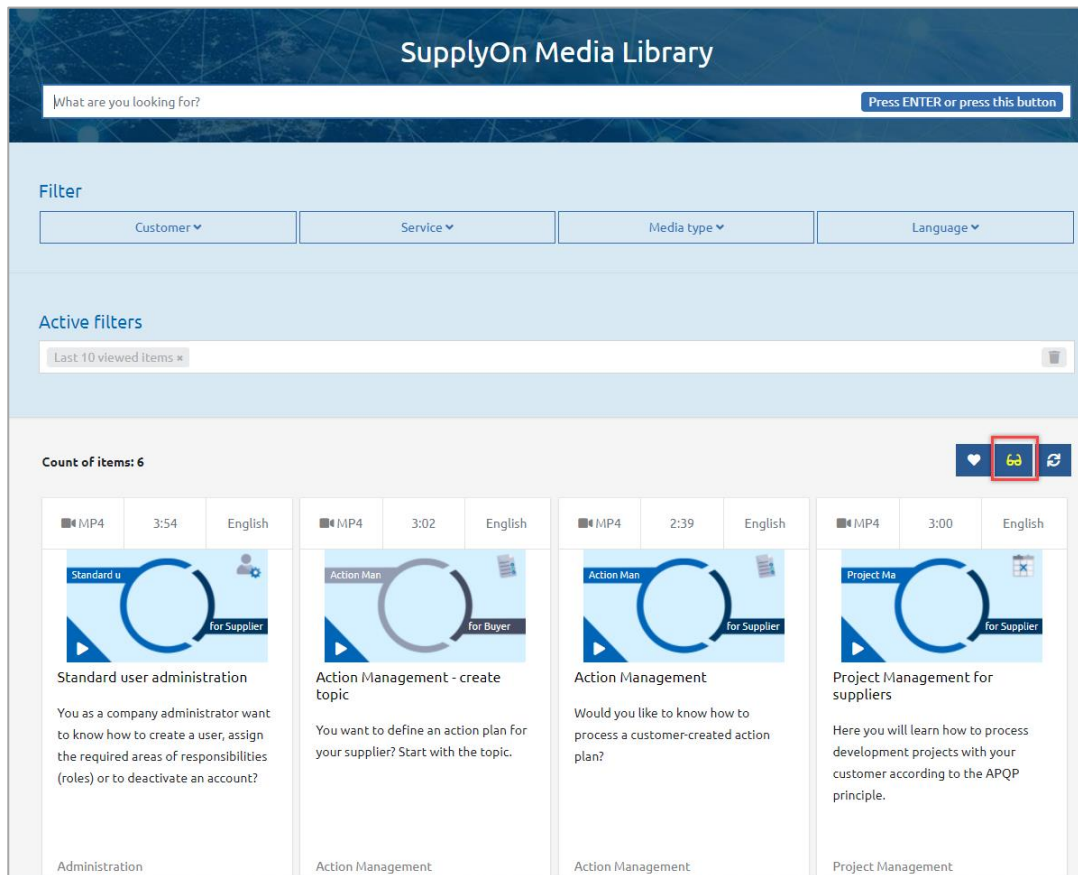 SupplyOn Media Library
What are you looking for?
Press ENTER or press this button
Filter
Customer
Service
Media type
Language
Active filters
Last 10 viewed items ×
Count of items: 6
MP4 3:54 English
Standard u
for Supplier
Standard user administration
You as a company administrator want
to know how to create a user, assign
the required areas of responsibilities
(roles) or to deactivate an account?
Administration
MP4 3:02 English
Action Man
for Buyer
Action Management - create
topic
You want to define an action plan for
your supplier? Start with the topic.
Action Management
MP4 2:39 English
Action Man
for Supplier
Action Management
Would you like to know how to
process a customer-created action
plan?
Action Management
MP4 3:00 English
Project Ma
for Supplier
Project Management for
suppliers
Here you will learn how to process
development projects with your
customer according to the APQP
principle.
Project Management